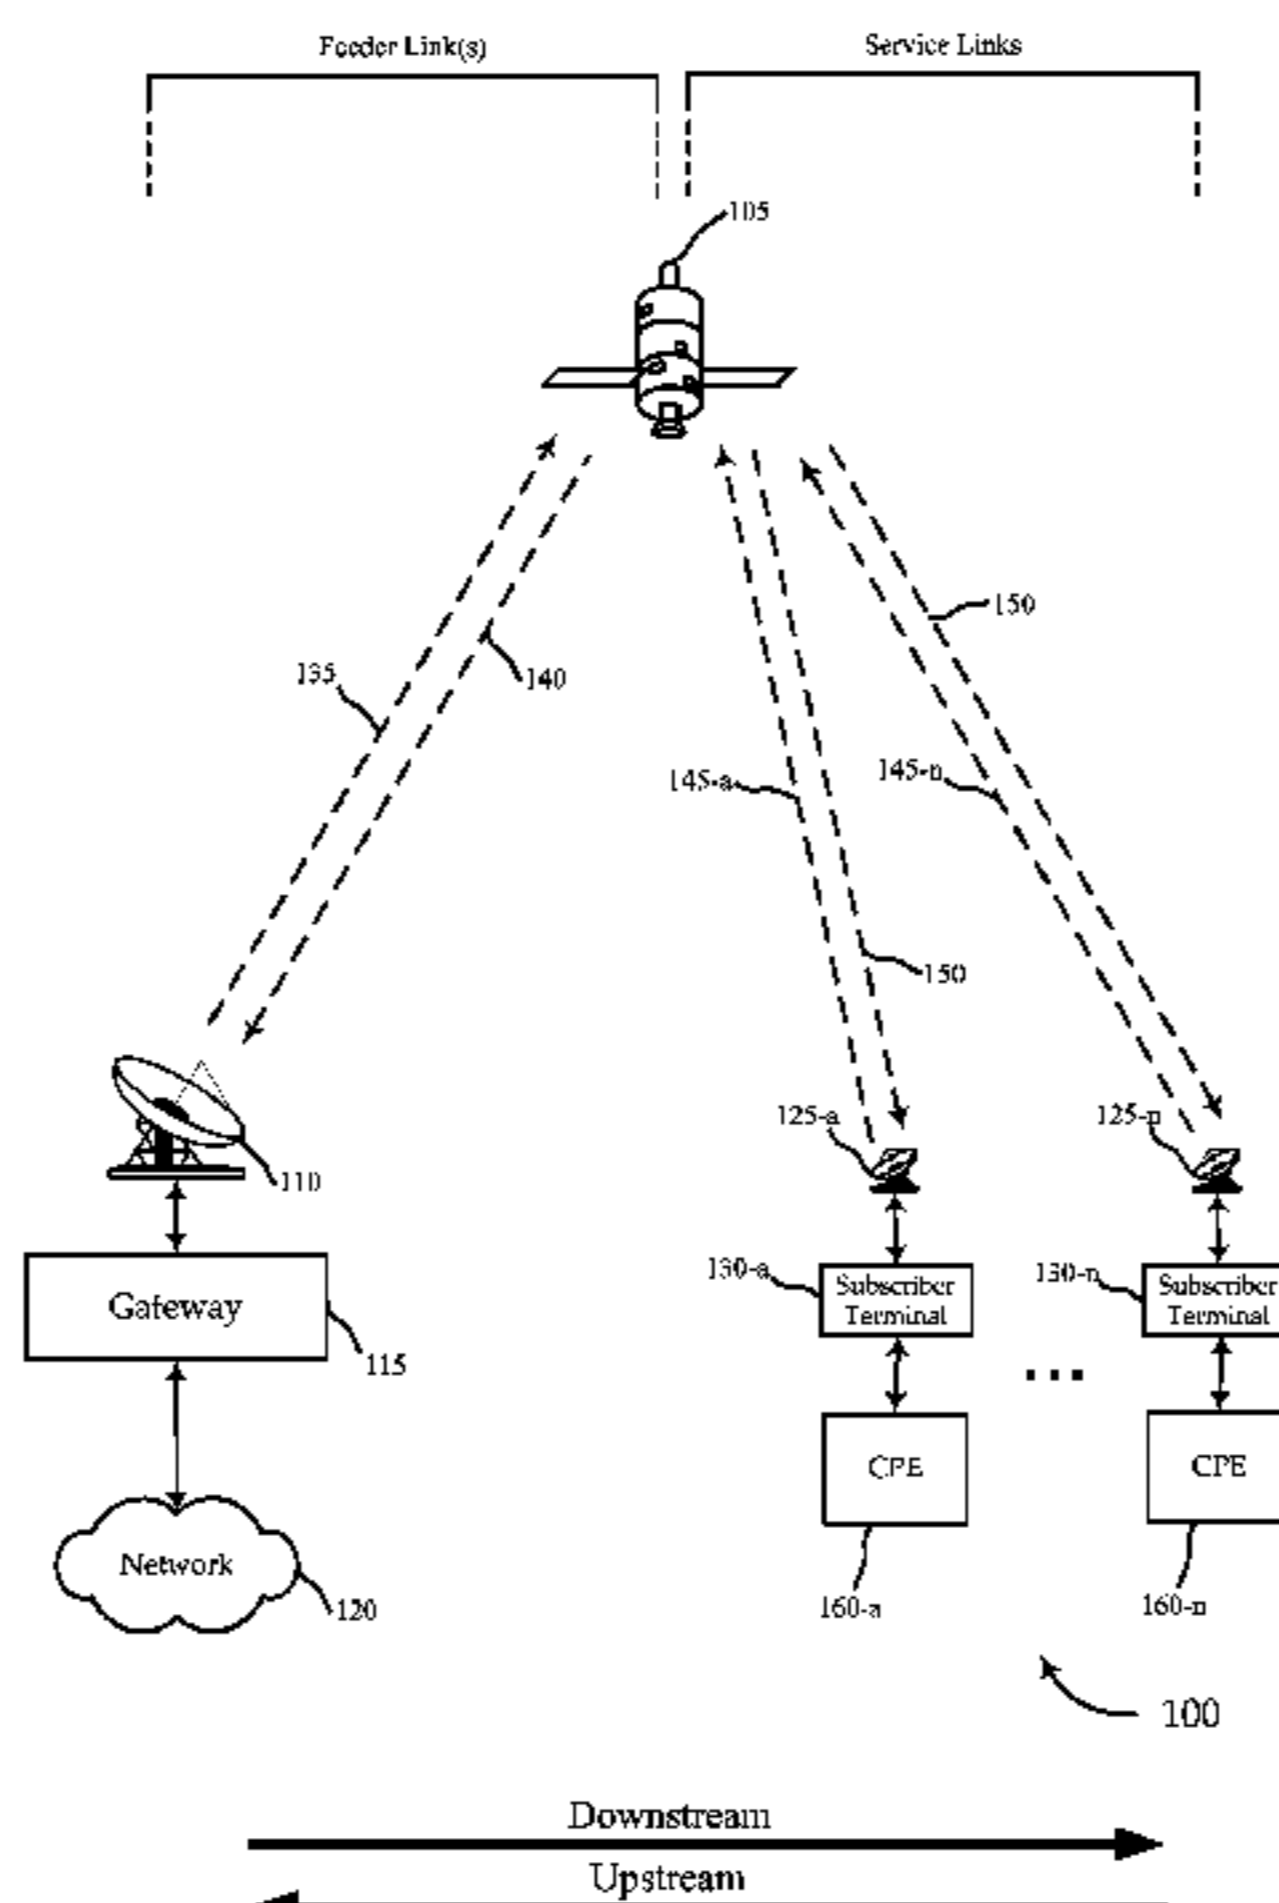 Feeder Link(s)
Service Links
105
150
135
140
145-a
145-n
150
125-a
125-n
110
130-a
Subscriber
Terminal
130-n
Subscriber
Terminal
Gateway
115
CPE
CPE
Network
120
160-a
160-n
100
Downstream
Upstream